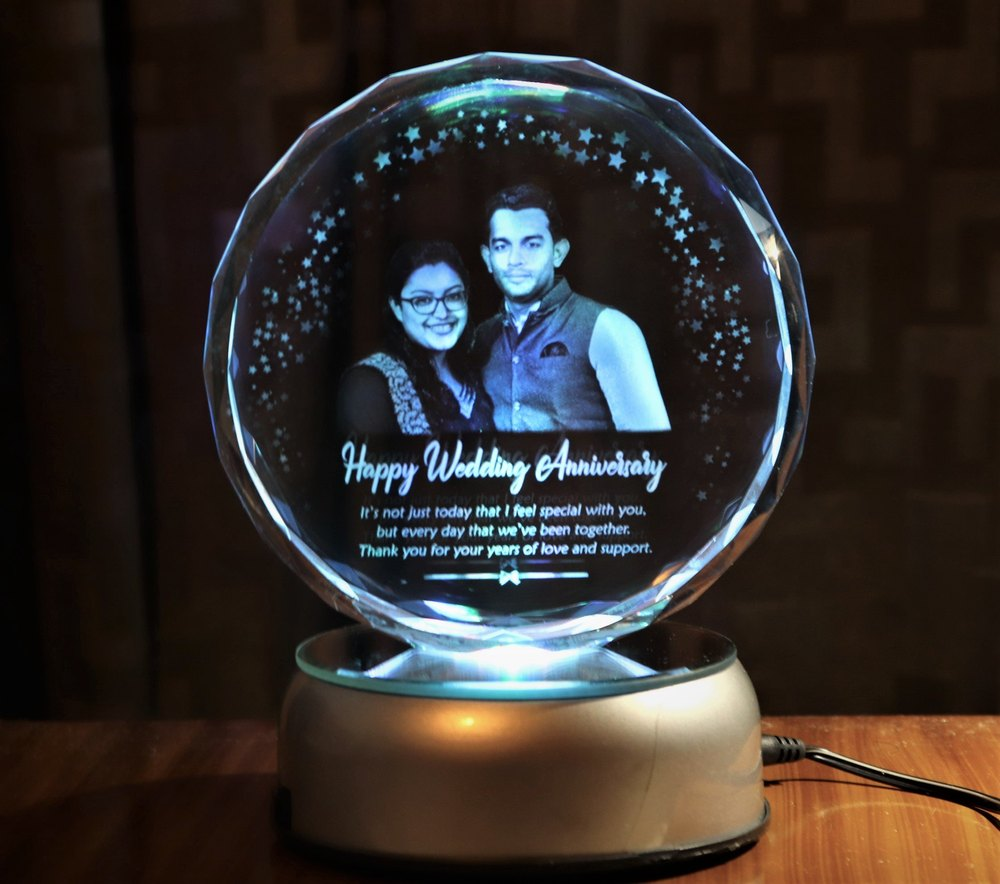 Happy Wedding Anniversary
It's not just today that I feel special with you,
but every day that we've been together.
Thank you for your years of love and support.